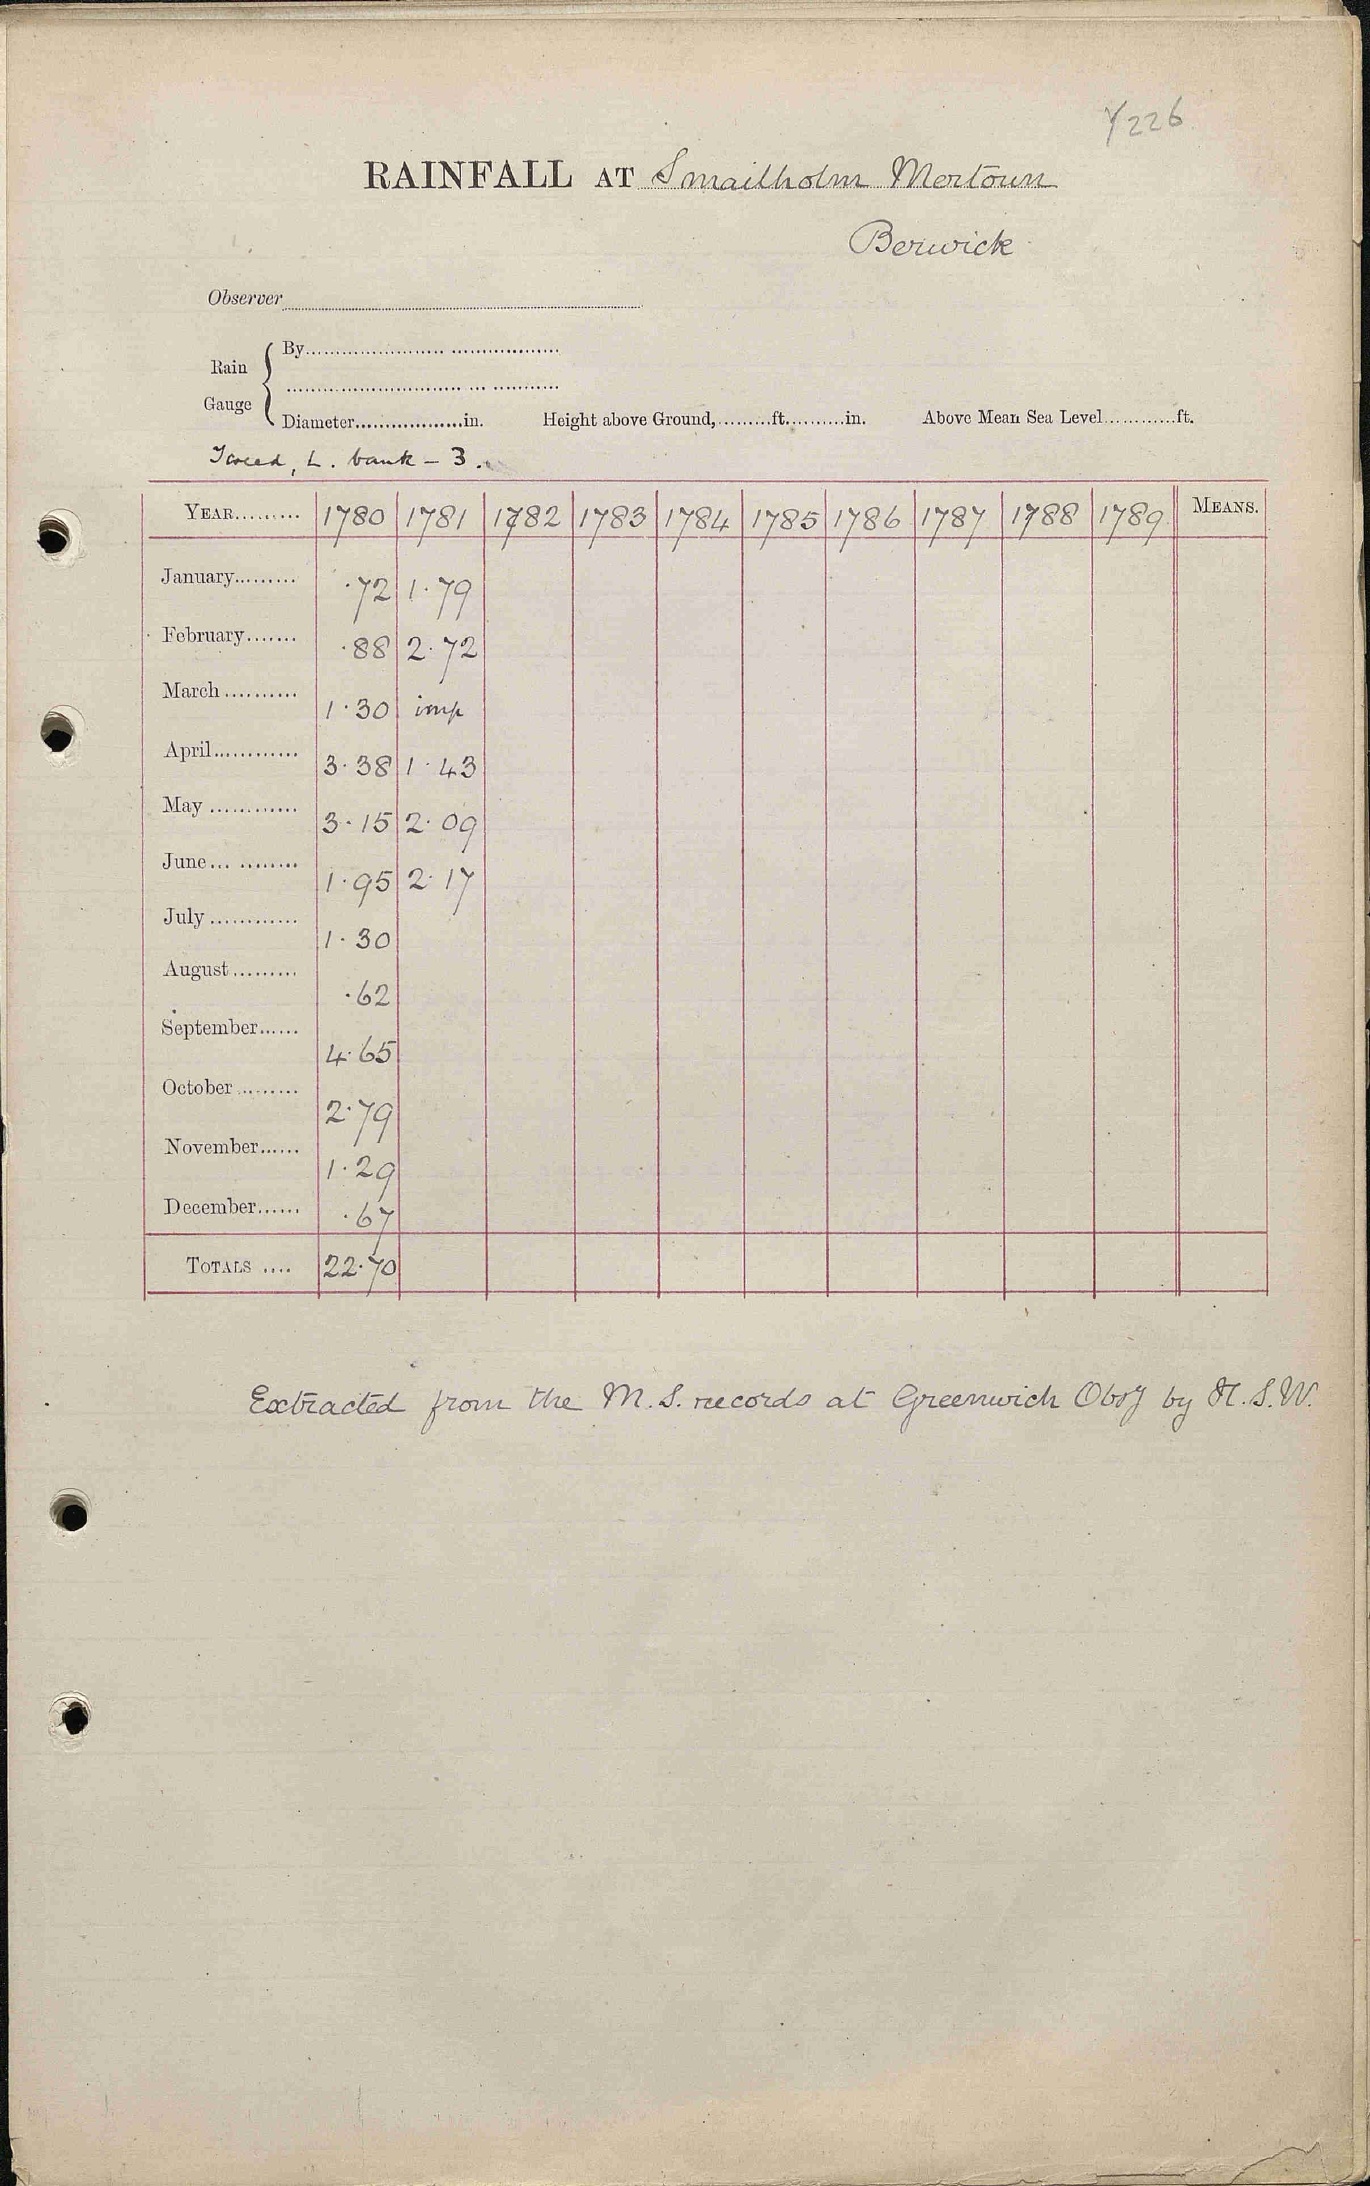 Y226
RAINFALL AT Smailholm Mertoun
Berwick
Observer
Rain Gauge { By
Diameter in. Height above Ground, ft. in. Above Mean Sea Level ft.
Tweed, L. bank – 3.
YEAR 1780 1781 1782 1783 1784 1785 1786 1787 1788 1789 MEANS.
January ·72 1·79
February ·88 2·72
March 1·30 imp
April 3·38 1·43
May 3·15 2·09
June 1·95 2·17
July 1·30
August ·62
September 4·65
October 2·79
November 1·29
December ·67
TOTALS 22·70
Extracted from the M.S. records at Greenwich Obsy by H.S.W.